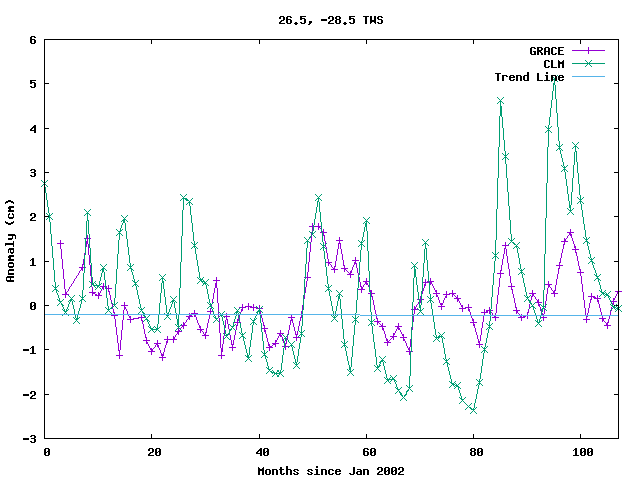 26.5, -28.5 TWS
GRACE
CLM
Trend Line
Anomaly (cm)
6
5
4
3
2
1
0
-1
-2
-3
0 20 40 60 80 100
Months since Jan 2002